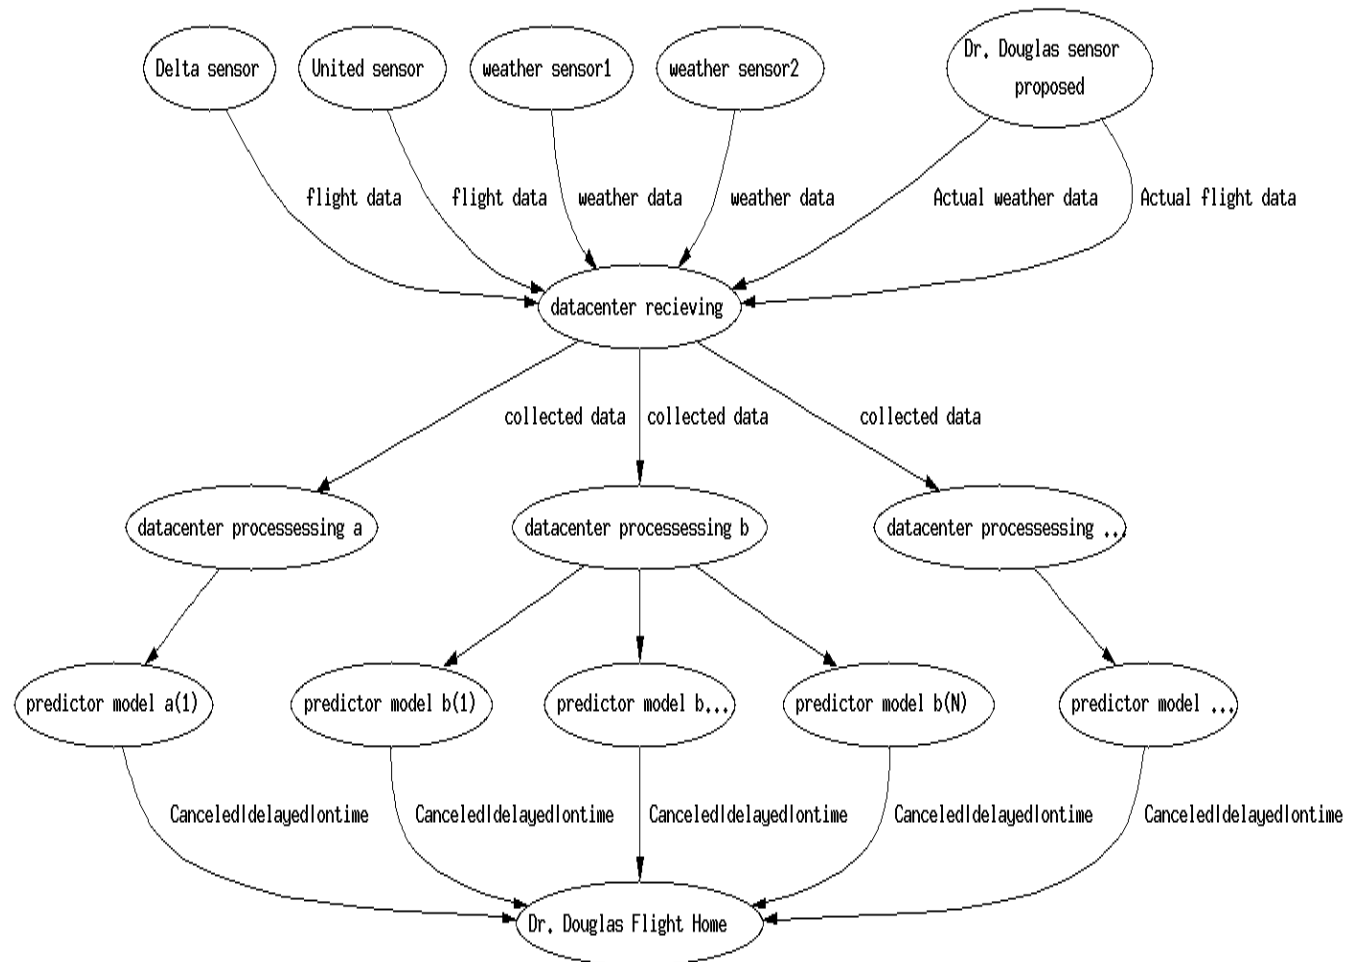 Delta sensor
United sensor
weather sensor1
weather sensor2
Dr. Douglas sensor
proposed
flight data
flight data
weather data
weather data
Actual weather data
Actual flight data
datacenter recieving
collected data
collected data
collected data
datacenter processessing a
datacenter processessing b
datacenter processessing ...
predictor model a(1)
predictor model b(1)
predictor model b...
predictor model b(N)
predictor model ...
Canceled|delayed|ontime
Canceled|delayed|ontime
Canceled|delayed|ontime
Canceled|delayed|ontime
Canceled|delayed|ontime
Dr. Douglas Flight Home